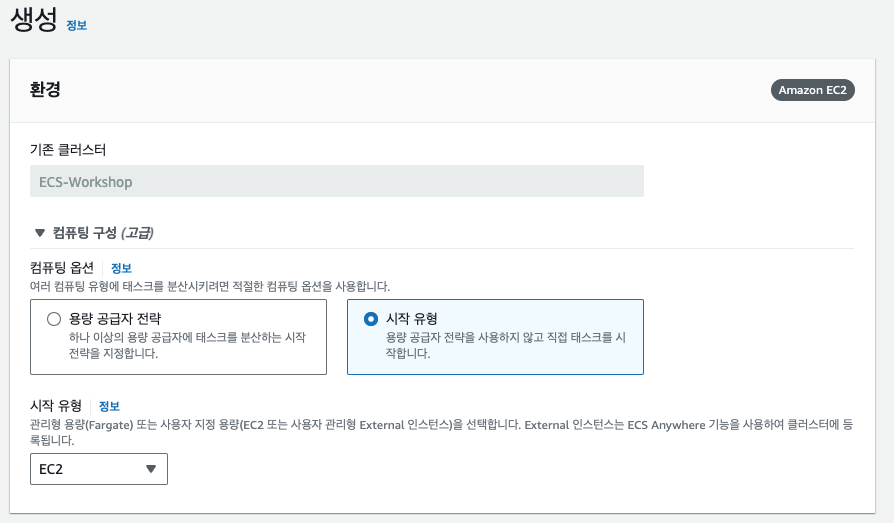 생성 정보
환경
Amazon EC2
기존 클러스터
ECS-Workshop
▼ 컴퓨팅 구성 (고급)
컴퓨팅 옵션 정보
여러 컴퓨팅 유형에 태스크를 분산시키려면 적절한 컴퓨팅 옵션을 사용합니다.
용량 공급자 전략
하나 이상의 용량 공급자에 태스크를 분산하는 시작
전략을 지정합니다.
시작 유형
용량 공급자 전략을 사용하지 않고 직접 태스크를 시
작합니다.
시작 유형 정보
관리형 용량(Fargate) 또는 사용자 지정 용량(EC2 또는 사용자 관리형 External 인스턴스)을 선택합니다. External 인스턴스는 ECS Anywhere 기능을 사용하여 클러스터에 등
록됩니다.
EC2